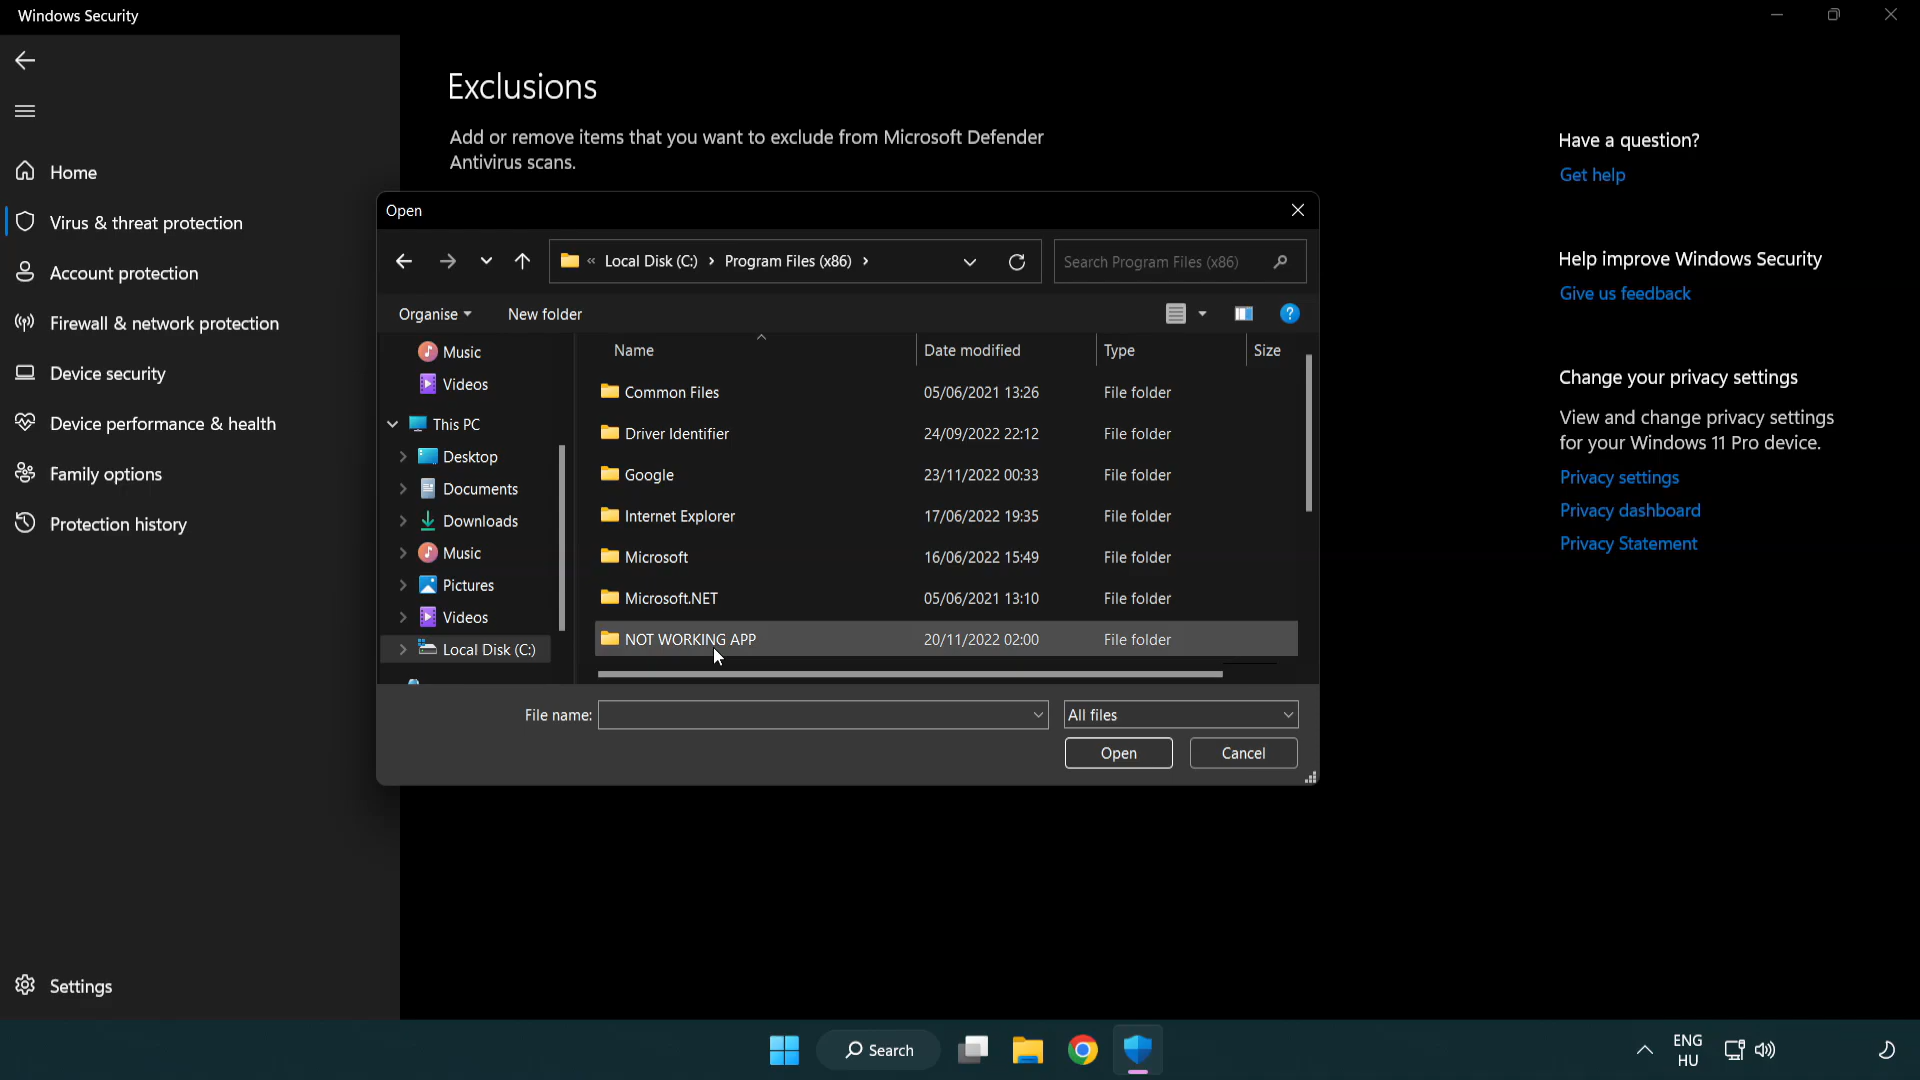 Windows Security
Home
Virus & threat protection
Account protection
Firewall & network protection
Device security
Device performance & health
Family options
Protection history
Settings
Exclusions
Add or remove items that you want to exclude from Microsoft Defender
Antivirus scans.
Open
« Local Disk (C:) › Program Files (x86) ›
Search Program Files (x86)
Organise
New folder
?
Music
Videos
This PC
Desktop
Documents
Downloads
Music
Pictures
Videos
Local Disk (C:)
Name Date modified Type Size
Common Files 05/06/2021 13:26 File folder
Driver Identifier 24/09/2022 22:12 File folder
Google 23/11/2022 00:33 File folder
Internet Explorer 17/06/2022 19:35 File folder
Microsoft 16/06/2022 15:49 File folder
Microsoft.NET 05/06/2021 13:10 File folder
NOT WORKING APP 20/11/2022 02:00 File folder
File name:
All files
Open
Cancel
Have a question?
Get help
Help improve Windows Security
Give us feedback
Change your privacy settings
View and change privacy settings
for your Windows 11 Pro device.
Privacy settings
Privacy dashboard
Privacy Statement
Search
ENG
HU